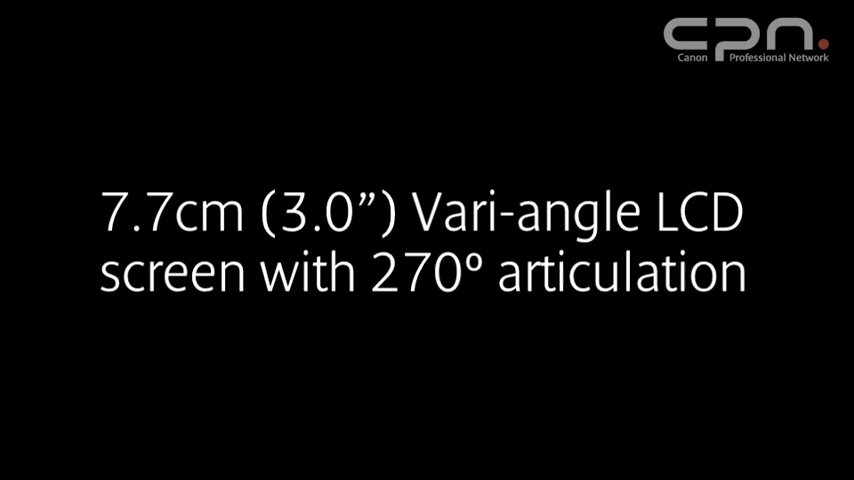 cpn.
Canon Professional Network
7.7cm (3.0”) Vari-angle LCD
screen with 270º articulation